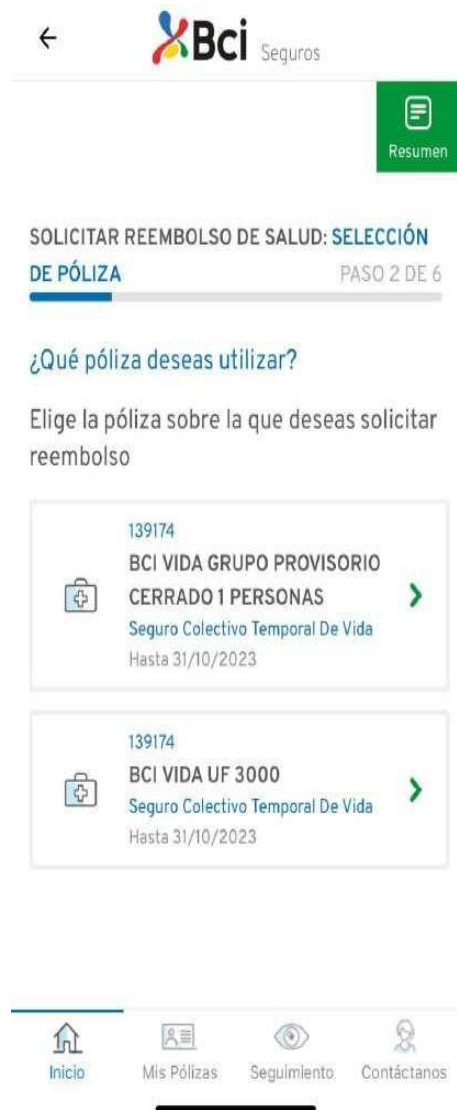 Bci Seguros
Resumen
SOLICITAR REEMBOLSO DE SALUD: SELECCIÓN
DE PÓLIZA PASO 2 DE 6
¿Qué póliza deseas utilizar?
Elige la póliza sobre la que deseas solicitar
reembolso
139174
BCI VIDA GRUPO PROVISORIO
CERRADO 1 PERSONAS
Seguro Colectivo Temporal De Vida
Hasta 31/10/2023
139174
BCI VIDA UF 3000
Seguro Colectivo Temporal De Vida
Hasta 31/10/2023
Inicio Mis Pólizas Seguimiento Contáctanos